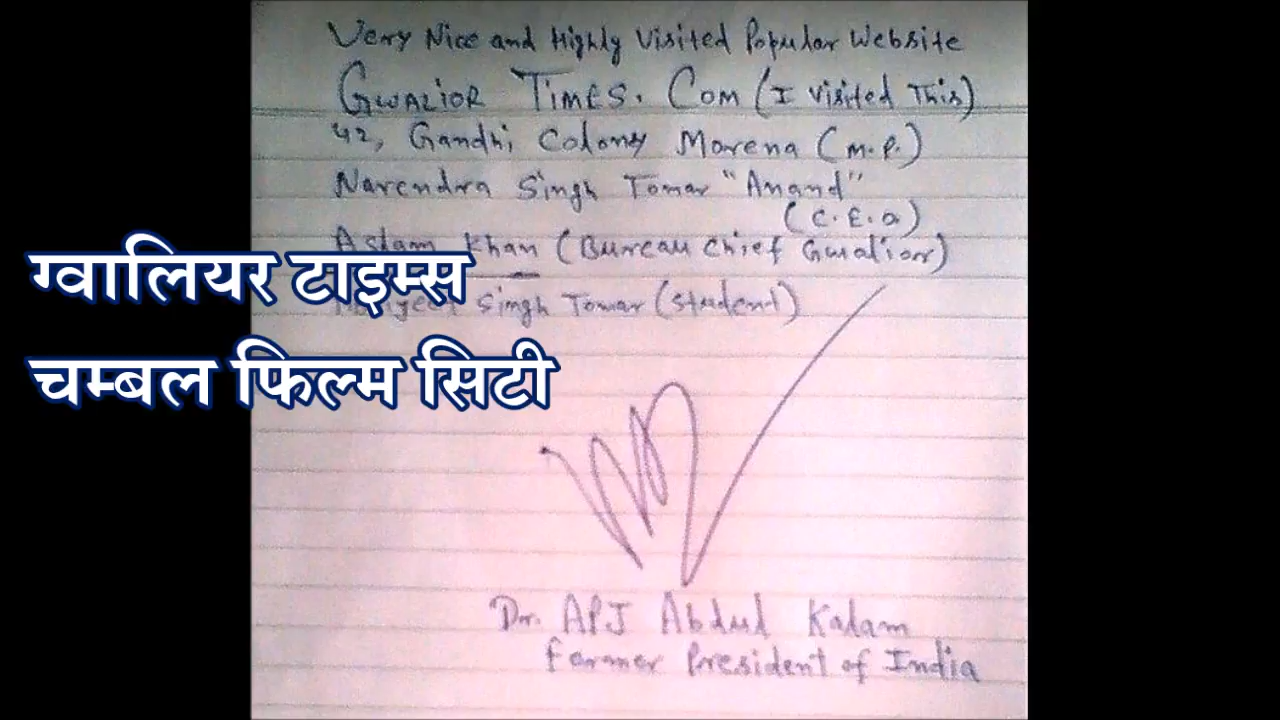 Very Nice and Highly Visited Popular Website
GWALIOR TIMES. Com (I visited This)
42, Gandhi Colony Morena (M.P.)
Narendra Singh Tomar "Anand"
(C.E.O)
Aslam Khan (Bureau Chief Gwalior)
Singh Tomar (Student)
ग्वालियर टाइम्स
चम्बल फिल्म सिटी
Dr. APJ Abdul Kalam
Former President of India